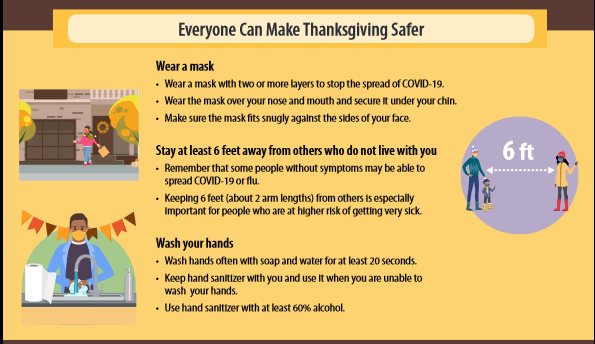 Everyone Can Make Thanksgiving Safer
Wear a mask
• Wear a mask with two or more layers to stop the spread of COVID-19.
• Wear the mask over your nose and mouth and secure it under your chin.
• Make sure the mask fits snugly against the sides of your face.
Stay at least 6 feet away from others who do not live with you
• Remember that some people without symptoms may be able to
spread COVID-19 or flu.
• Keeping 6 feet (about 2 arm lengths) from others is especially
important for people who are at higher risk of getting very sick.
6 ft
Wash your hands
• Wash hands often with soap and water for at least 20 seconds.
• Keep hand sanitizer with you and use it when you are unable to
wash your hands.
• Use hand sanitizer with at least 60% alcohol.